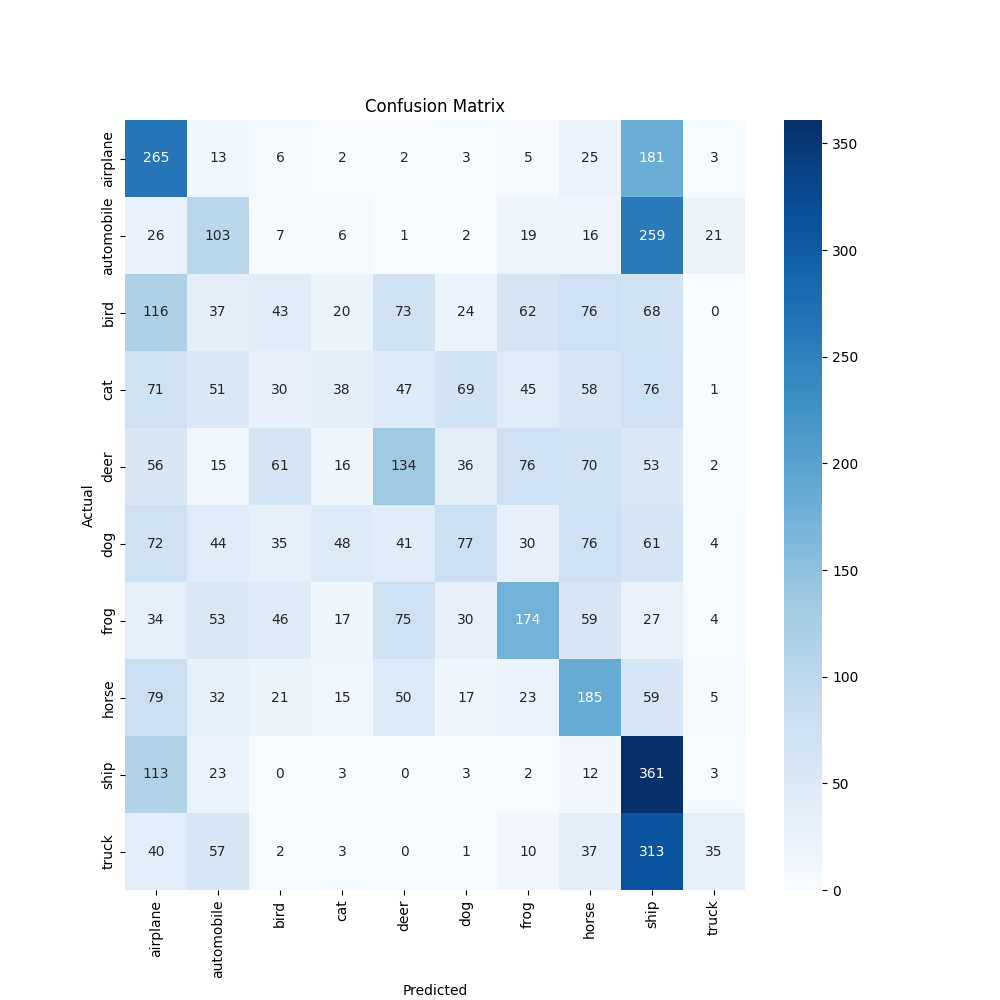 Confusion Matrix
airplane 265 13 6 2 2 3 5 25 181 3
automobile 26 103 7 6 1 2 19 16 259 21
bird 116 37 43 20 73 24 62 76 68 0
cat 71 51 30 38 47 69 45 58 76 1
deer 56 15 61 16 134 36 76 70 53 2
dog 72 44 35 48 41 77 30 76 61 4
frog 34 53 46 17 75 30 174 59 27 4
horse 79 32 21 15 50 17 23 185 59 5
ship 113 23 0 3 0 3 2 12 361 3
truck 40 57 2 3 0 1 10 37 313 35
Actual
airplane automobile bird cat deer dog frog horse ship truck
Predicted
350
300
250
200
150
100
50
0